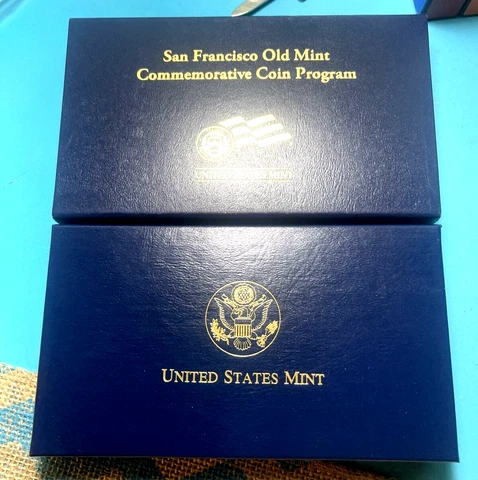 San Francisco Old Mint
Commemorative Coin Program
UNITED STATES MINT
UNITED STATES MINT